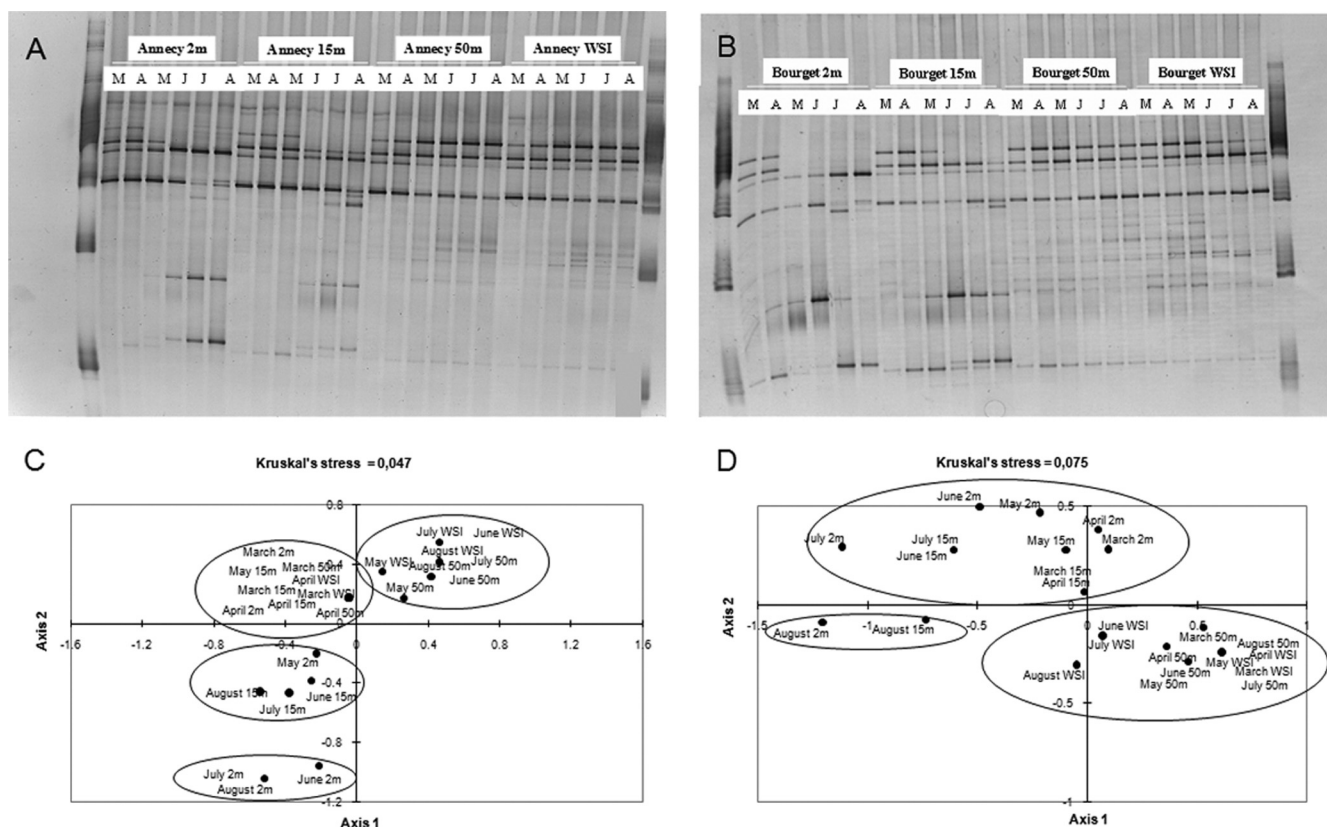 A
Annecy 2m Annecy 15m Annecy 50m Annecy WSI
M A M J J A M A M J J A M A M J J A M A M J J A
B
Bourget 2m Bourget 15m Bourget 50m Bourget WSI
M A M J J A M A M J J A M A M J J A M A M J J A
C
Kruskal's stress = 0,047
0.8
July WSI June WSI
March 2m
August WSI
May 15m March 50m May WSI July 50m
0.4
August 50m
April WSI June 50m
March 15m March WSI May 50m
April 2m April 15m April 50m
0
-1.6 -1.2 -0.8 -0.4 0 0.4 0.8 1.2 1.6
Axis 2
May 2m
-0.4
August 15m June 15m
July 15m
-0.8
July 2m June 2m
August 2m
-1.2
Axis 1
D
Kruskal's stress = 0,075
June 2m May 2m 0.5
April 2m
July 2m July 15m May 15m March 2m
June 15m
March 15m
April 15m
0
-1.5 -1 -0.5 0 0.5 1
Axis 2
August 2m August 15m June WSI
March 50m August 50m
July WSI
April 50m April WSI
August WSI June 50m May WSI March WSI
May 50m July 50m
-0.5
-1
Axis 1